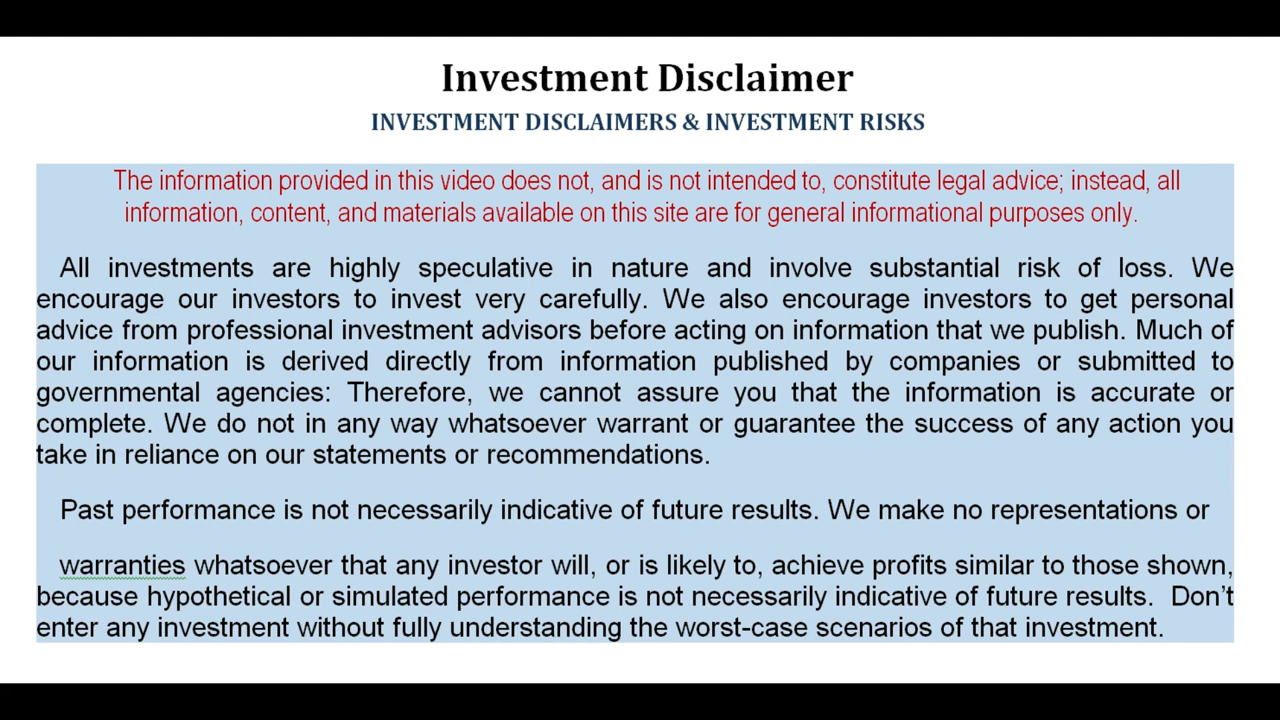 Investment Disclaimer
INVESTMENT DISCLAIMERS & INVESTMENT RISKS
The information provided in this video does not, and is not intended to, constitute legal advice; instead, all
information, content, and materials available on this site are for general informational purposes only.
All investments are highly speculative in nature and involve substantial risk of loss. We
encourage our investors to invest very carefully. We also encourage investors to get personal
advice from professional investment advisors before acting on information that we publish. Much of
our information is derived directly from information published by companies or submitted to
governmental agencies: Therefore, we cannot assure you that the information is accurate or
complete. We do not in any way whatsoever warrant or guarantee the success of any action you
take in reliance on our statements or recommendations.
Past performance is not necessarily indicative of future results. We make no representations or
warranties whatsoever that any investor will, or is likely to, achieve profits similar to those shown,
because hypothetical or simulated performance is not necessarily indicative of future results.  Don’t
enter any investment without fully understanding the worst-case scenarios of that investment.